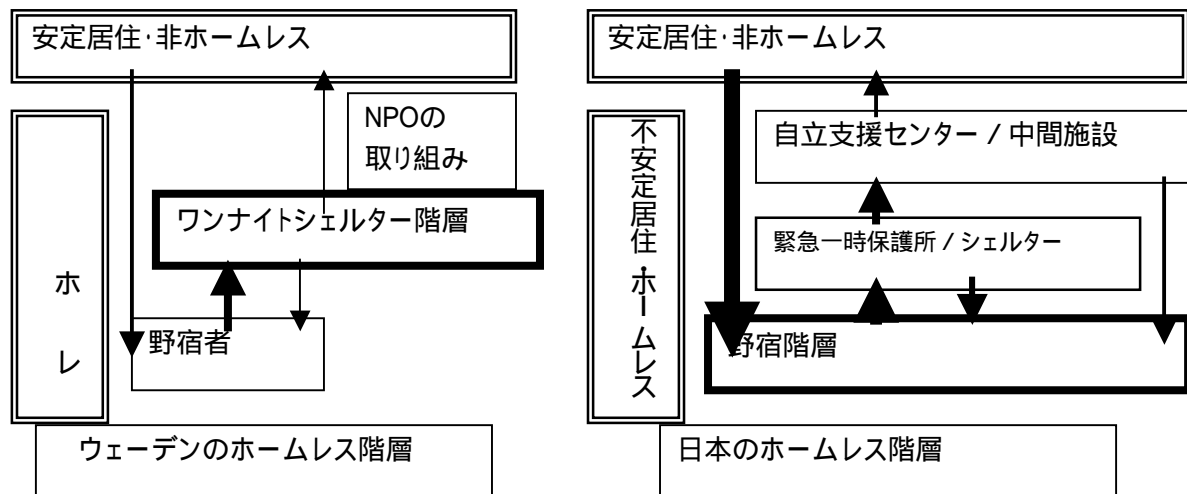 安定居住・非ホームレス
NPOの
取り組み
ワンナイトシェルター階層
野宿者
ホ
レ
ウェーデンのホームレス階層
安定居住・非ホームレス
不安定居住・ホームレス
自立支援センター / 中間施設
緊急一時保護所 / シェルター
野宿階層
日本のホームレス階層